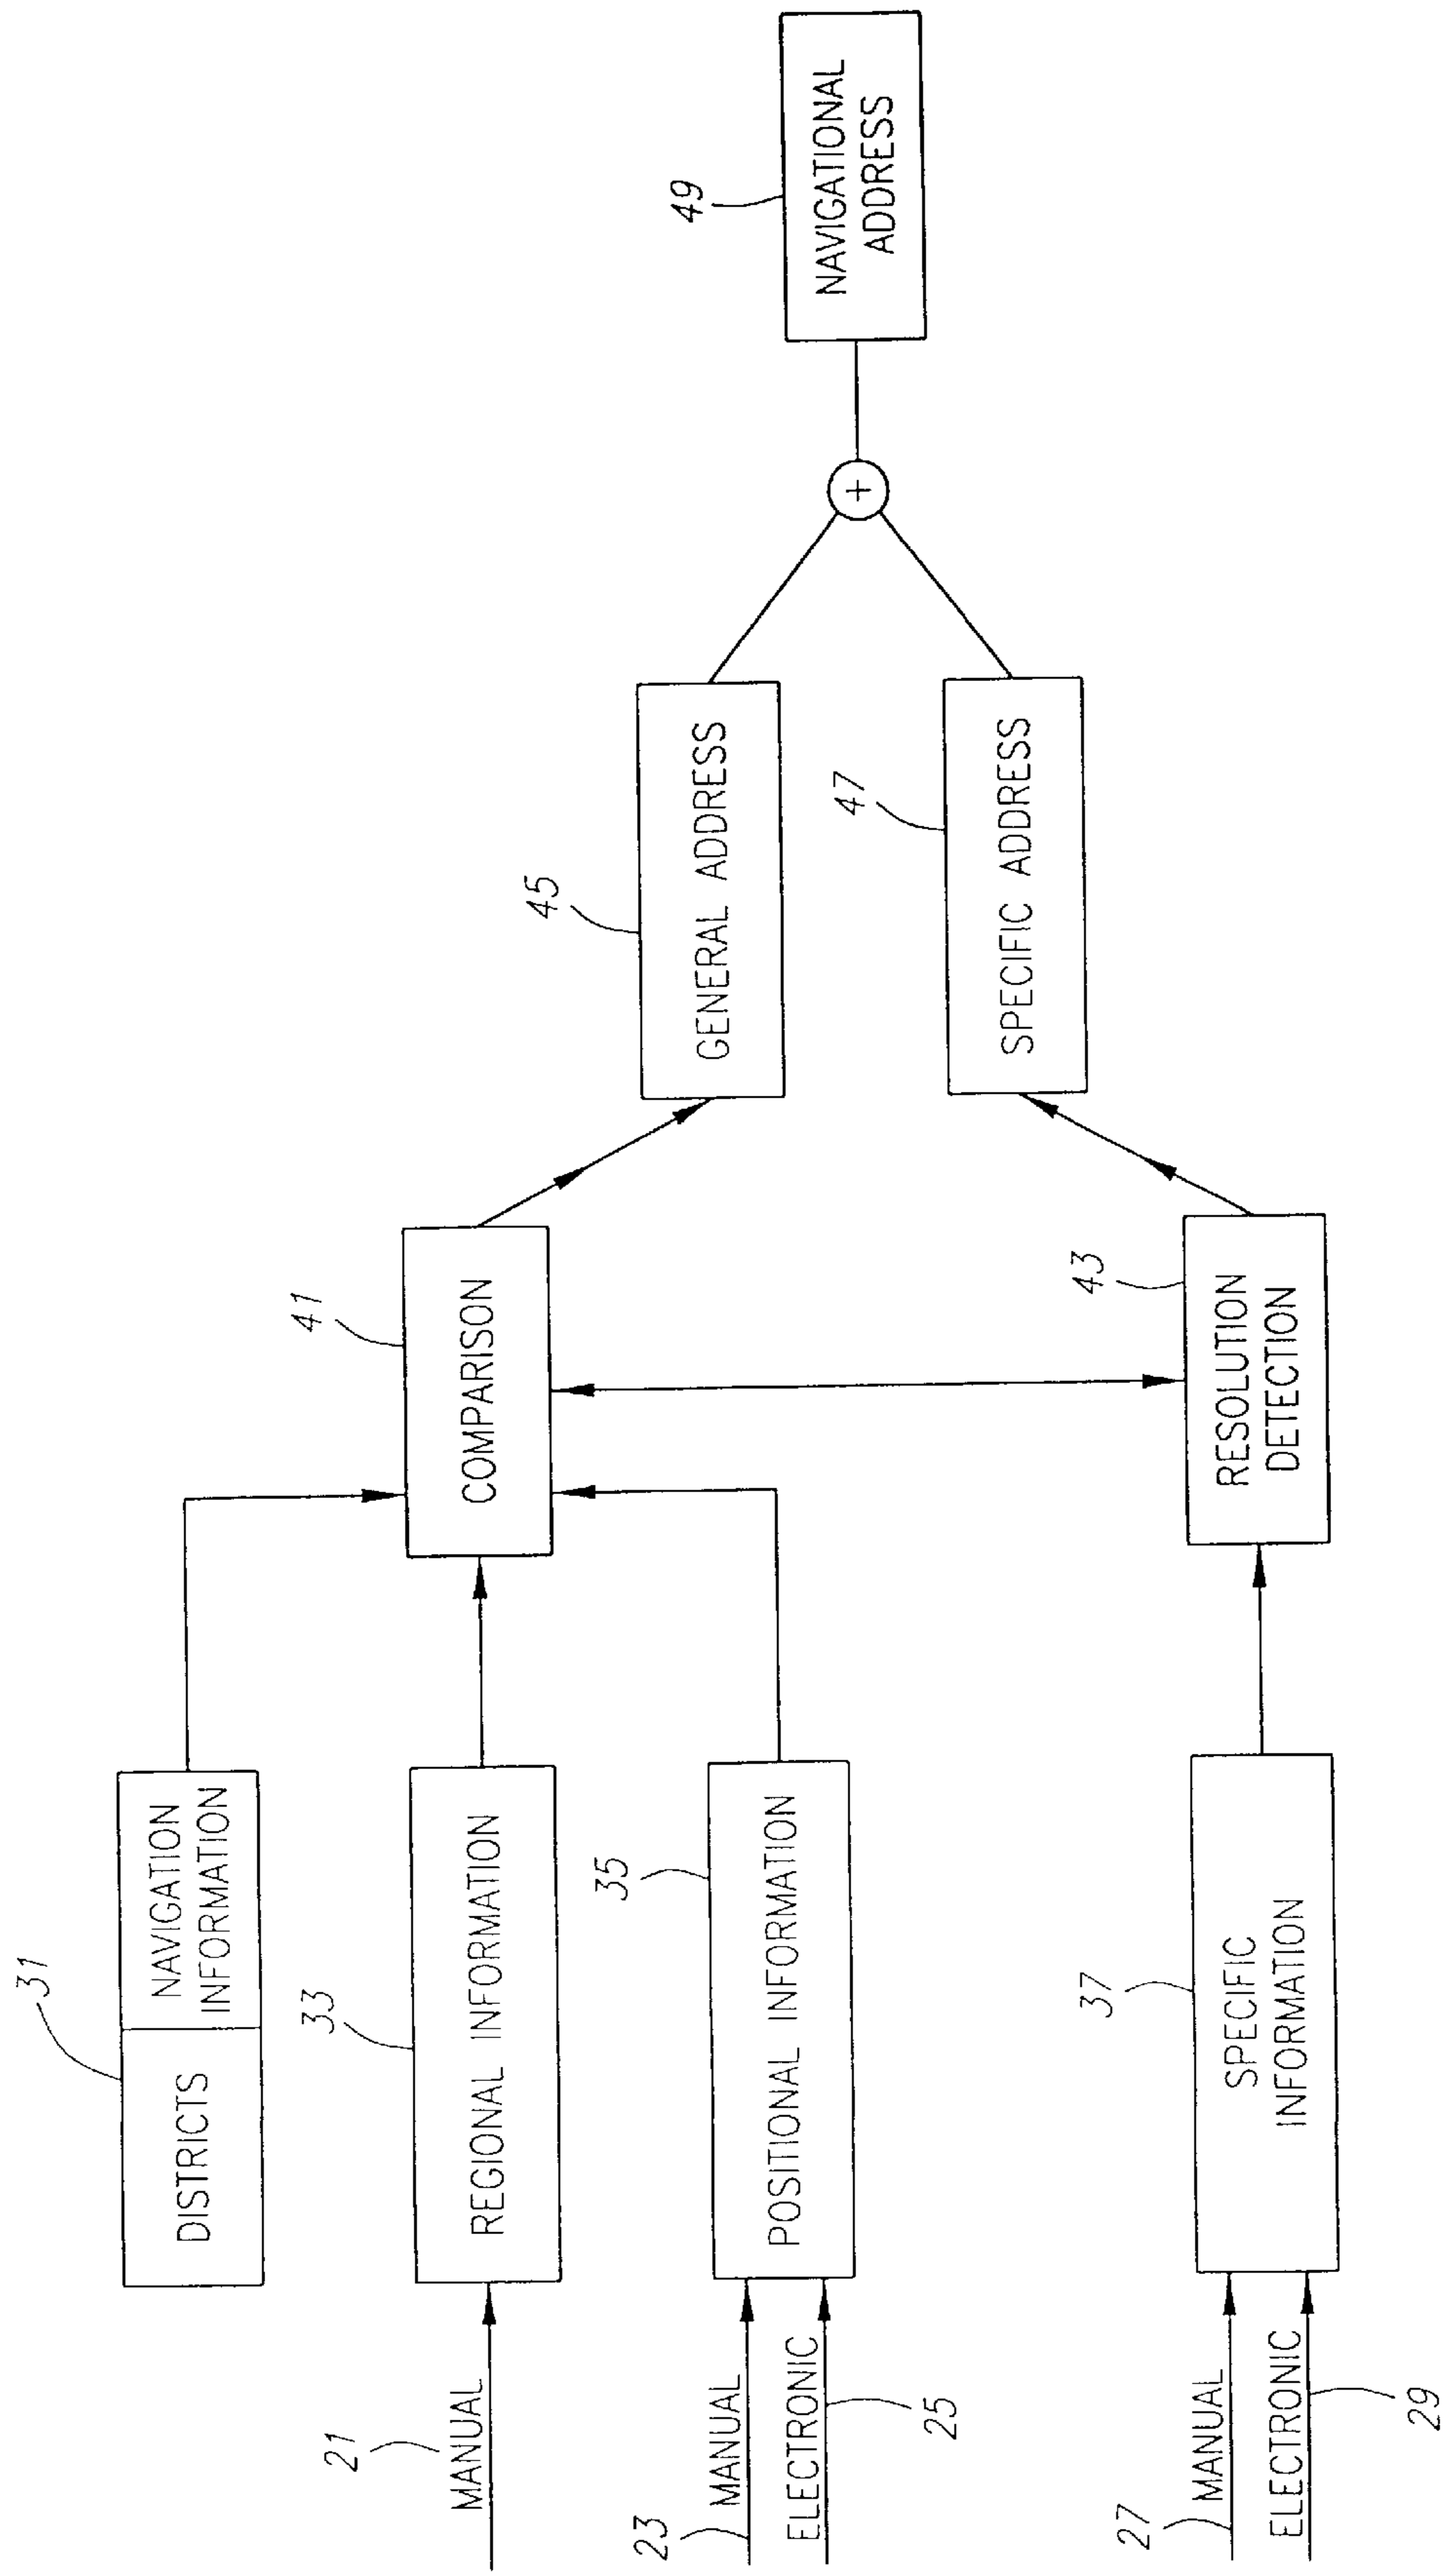 31
DISTRICTS
NAVIGATION
INFORMATION
21
MANUAL
33
REGIONAL INFORMATION
41
COMPARISON
23
MANUAL
ELECTRONIC
25
35
POSITIONAL INFORMATION
45
GENERAL ADDRESS
47
SPECIFIC ADDRESS
+
49
NAVIGATIONAL
ADDRESS
27
MANUAL
ELECTRONIC
29
37
SPECIFIC
INFORMATION
43
RESOLUTION
DETECTION